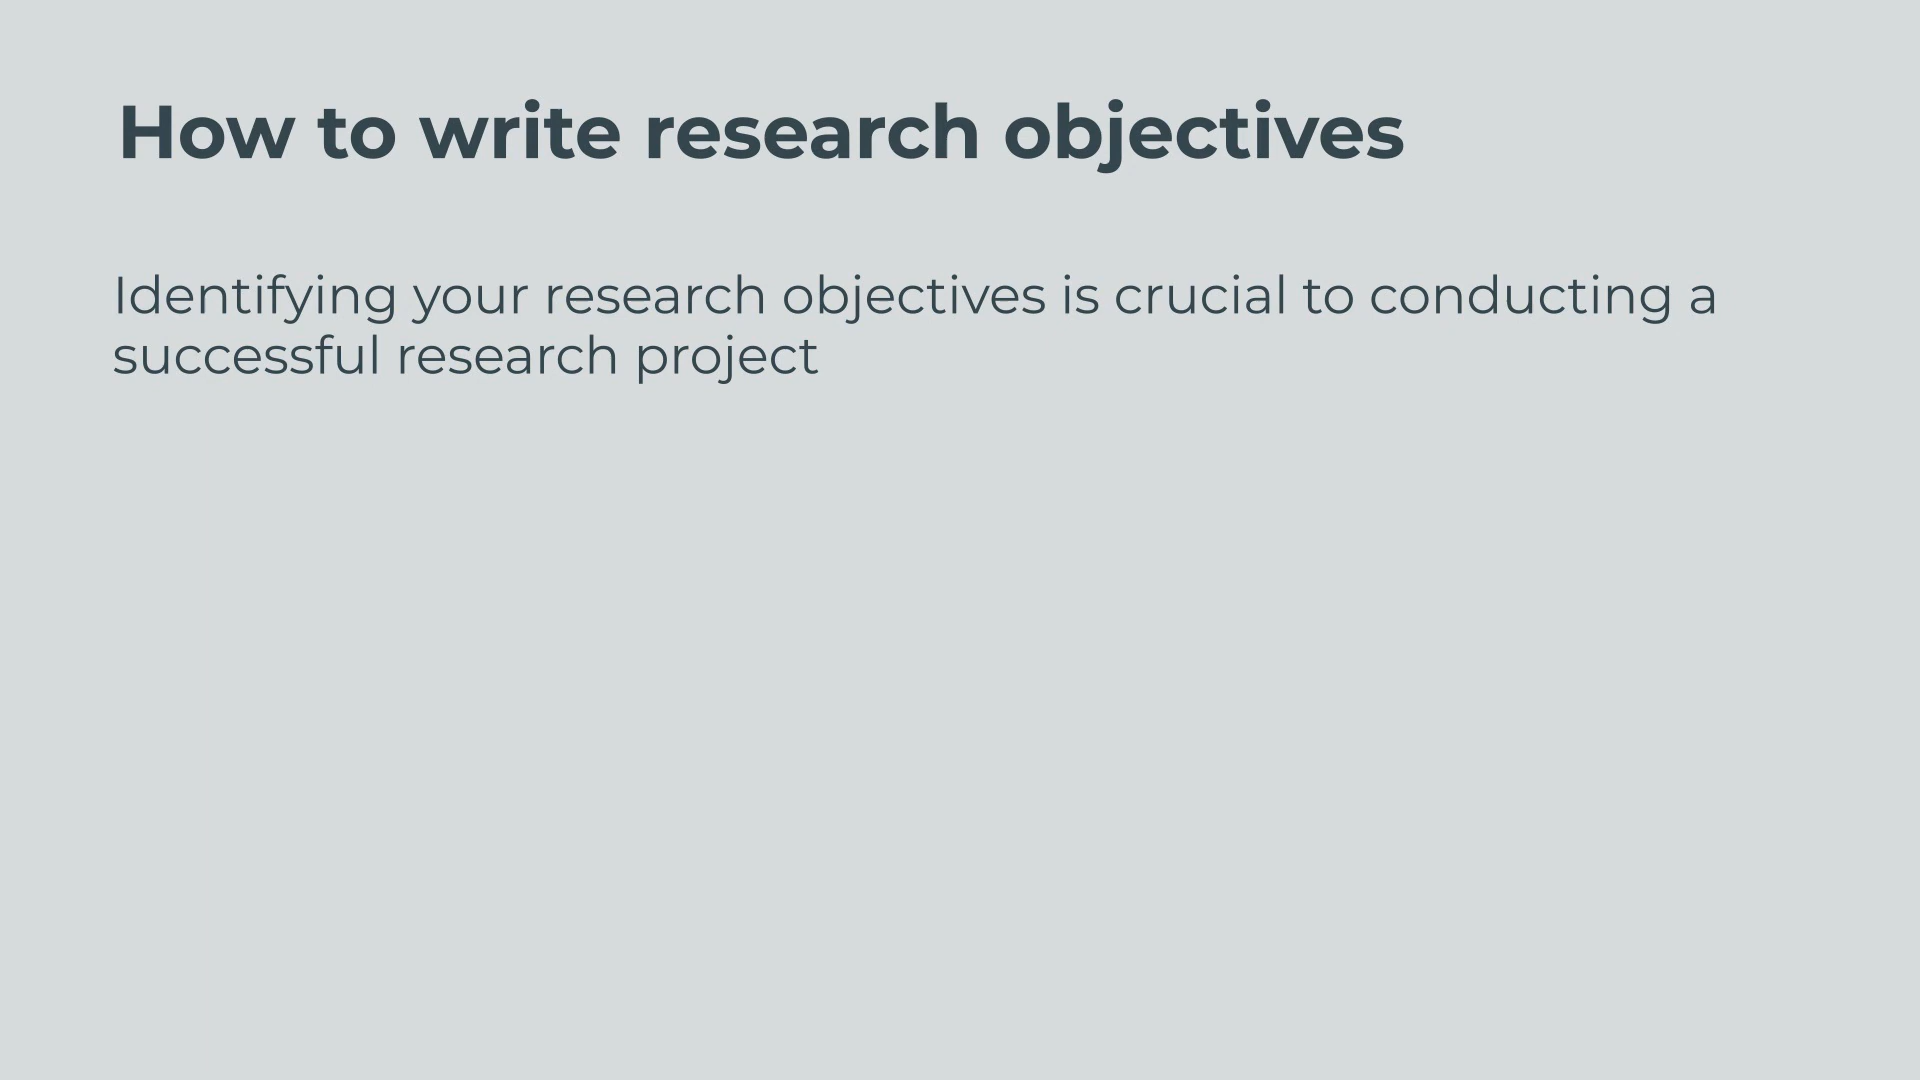 How to write research objectives
Identifying your research objectives is crucial to conducting a
successful research project